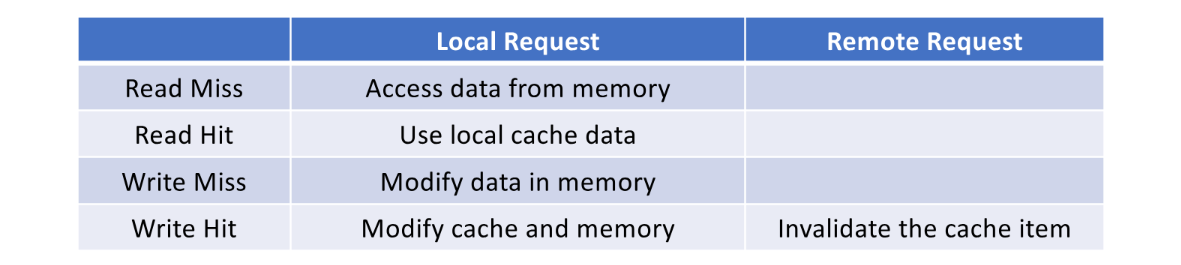 Local Request Remote Request
Read Miss Access data from memory
Read Hit Use local cache data
Write Miss Modify data in memory
Write Hit Modify cache and memory Invalidate the cache item